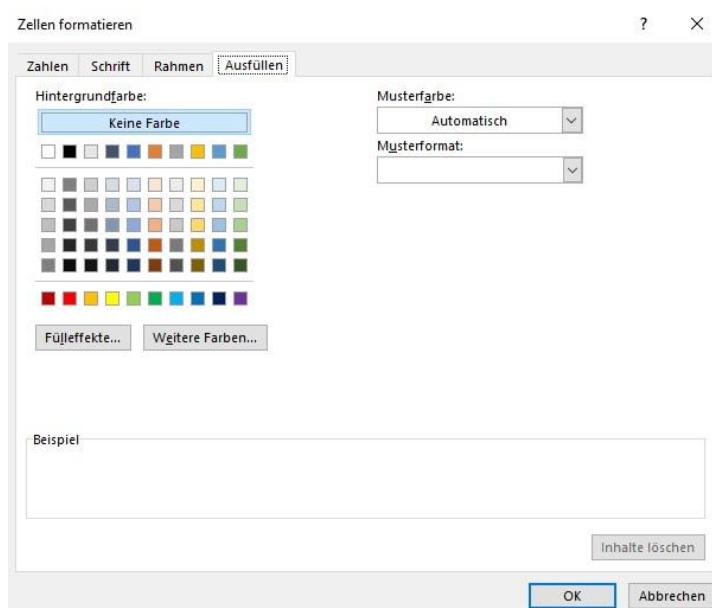 Zellen formatieren
?
Zahlen Schrift Rahmen Ausfüllen
Hintergrundfarbe:
Keine Farbe
Musterfarbe:
Automatisch
Musterformat:
Fülleffekte...
Weitere Farben...
Beispiel
Inhalte löschen
OK
Abbrechen